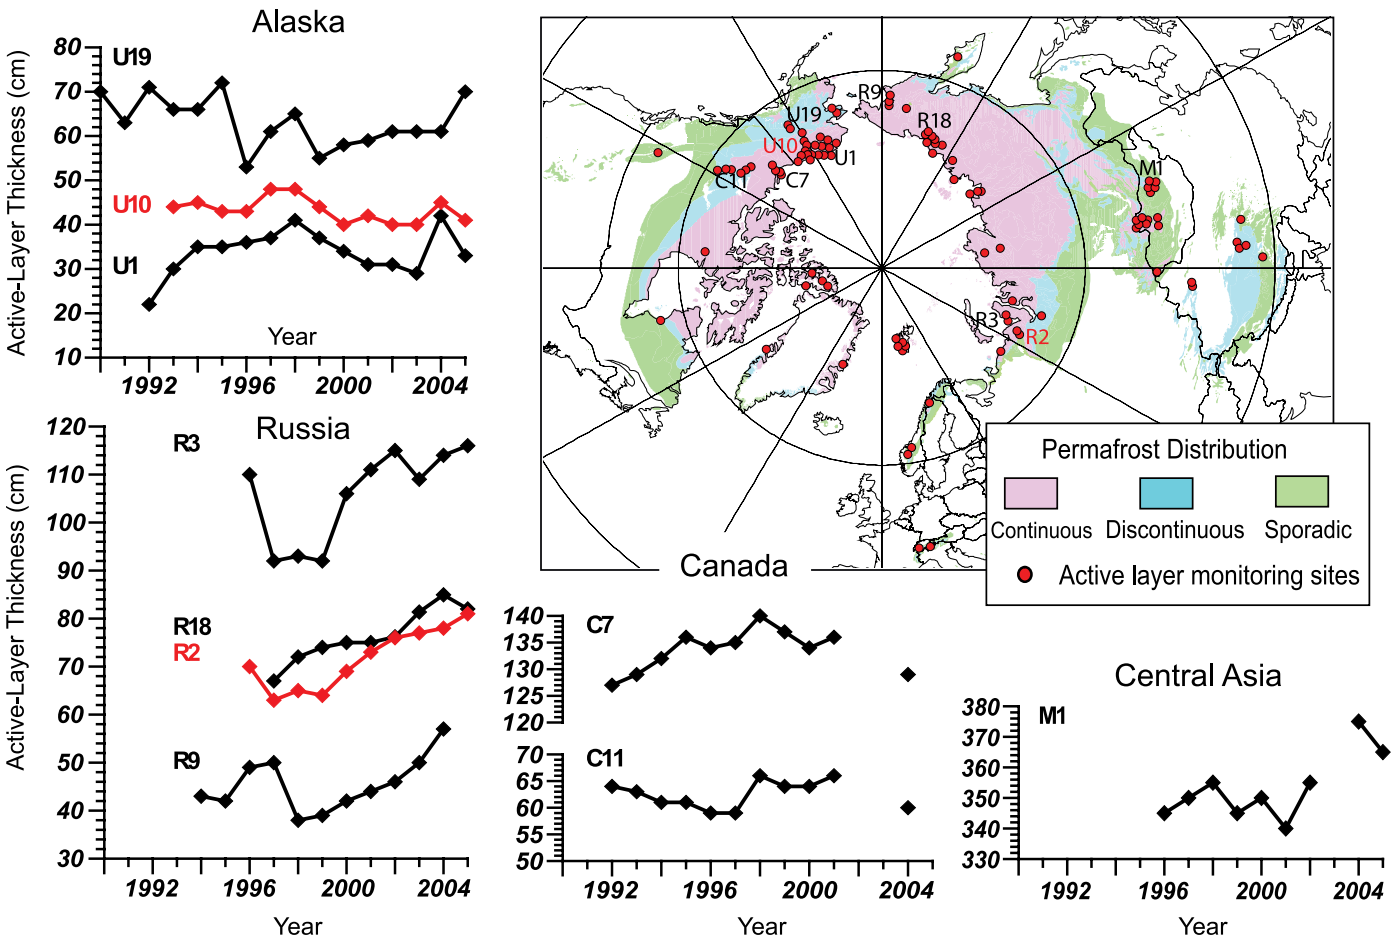 Alaska
Active-Layer Thickness (cm)
80
70
60
50
40
30
20
10
U19
U10
U1
Year
1992
1996
2000
2004
Russia
Active-Layer Thickness (cm)
120
110
100
90
80
70
60
50
40
30
R3
R18
R2
R9
1992
1996
2000
2004
Year
R9
U19
R18
U10
U1
C11
C7
M1
R3
R2
Permafrost Distribution
Continuous
Discontinuous
Sporadic
Active layer monitoring sites
Canada
140
135
130
125
120
C7
70
65
60
55
50
C11
1992
1996
2000
2004
Year
Central Asia
380
370
360
350
340
330
M1
1992
1996
2000
2004
Year